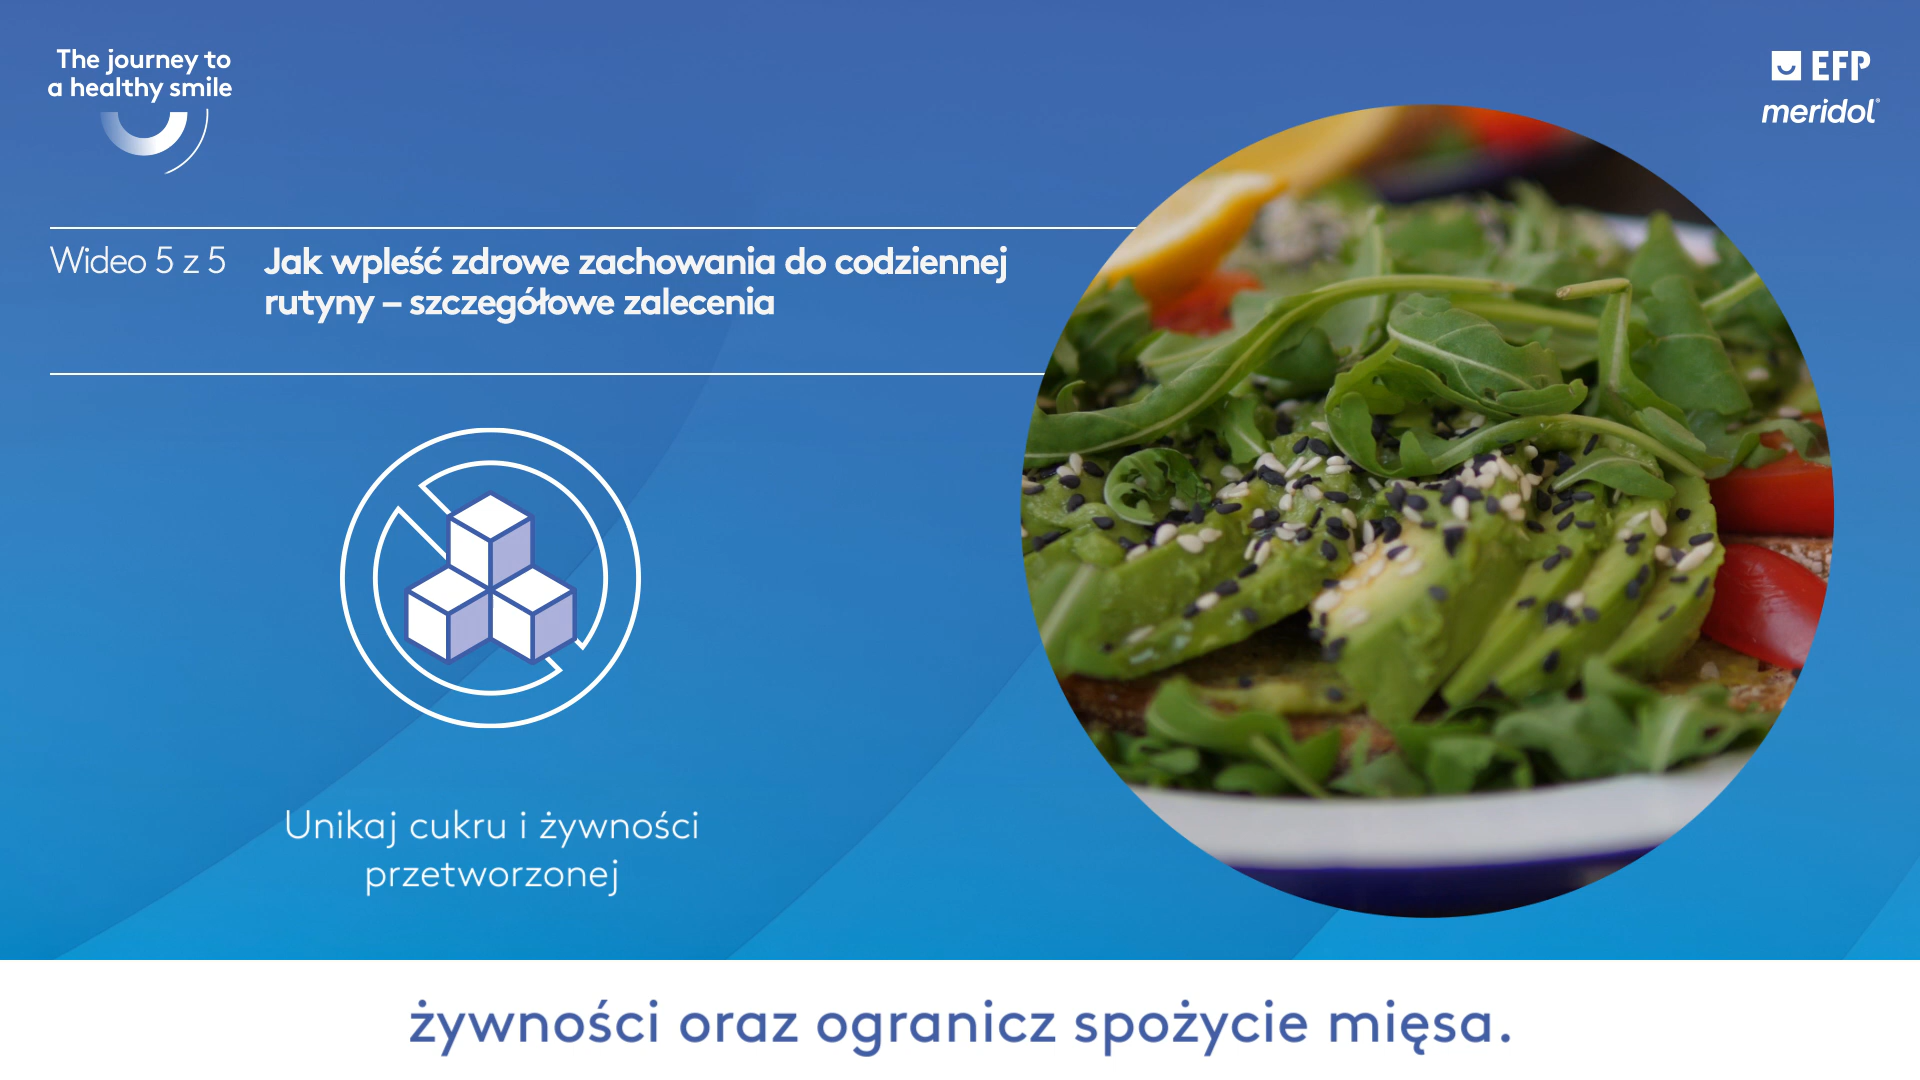 The journey to
a healthy smile
EFP
meridol®
Wideo 5 z 5
Jak wpleść zdrowe zachowania do codziennej
rutyny – szczegółowe zalecenia
Unikaj cukru i żywności
przetworzonej
żywności oraz ogranicz spożycie mięsa.